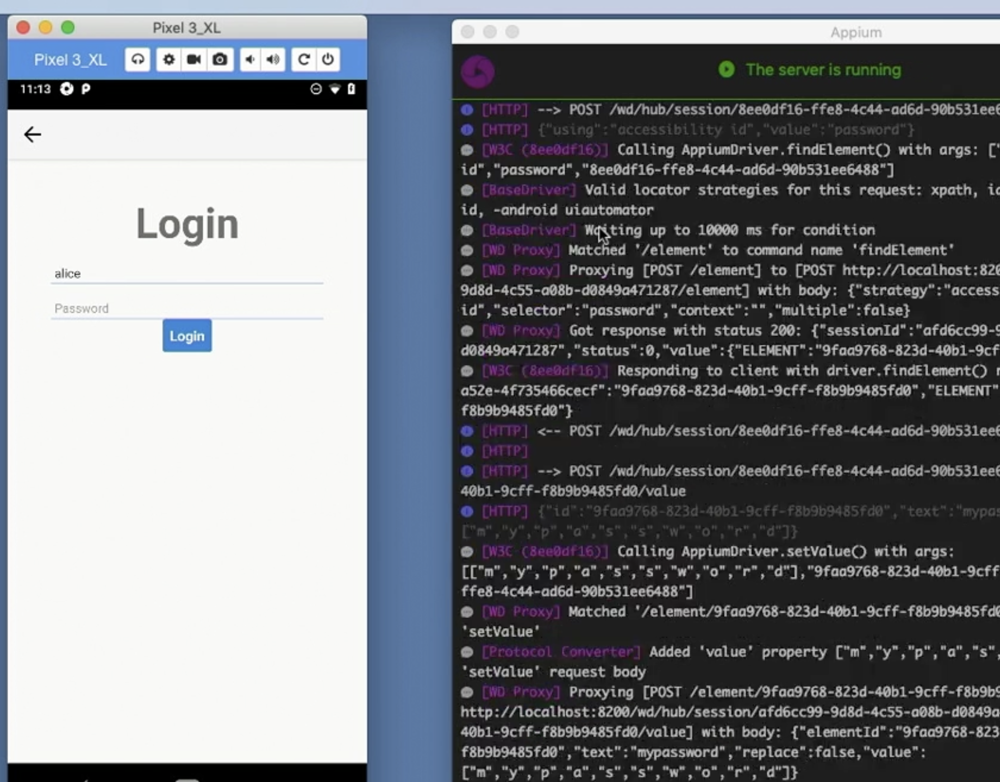 Pixel 3_XL
Pixel 3_XL
11:13
Login
alice
Password
Login
Appium
The server is running
[HTTP] --> POST /wd/hub/session/8ee0df16-ffe8-4c44-ad6d-90b531ee6
[HTTP] {"using":"accessibility id","value":"password"}
[W3C (8ee0df16)] Calling AppiumDriver.findElement() with args: ["
id","password","8ee0df16-ffe8-4c44-ad6d-90b531ee6488"]
[BaseDriver] Valid locator strategies for this request: xpath, id
id, -android uiautomator
[BaseDriver] Waiting up to 10000 ms for condition
[WD Proxy] Matched '/element' to command name 'findElement'
[WD Proxy] Proxying [POST /element] to [POST http://localhost:820
9d8d-4c55-a08b-d0849a471287/element] with body: {"strategy":"access
id","selector":"password","context":"","multiple":false}
[WD Proxy] Got response with status 200: {"sessionId":"afd6cc99-9
d0849a471287","status":0,"value":{"ELEMENT":"9faa9768-823d-40b1-9cf
[W3C (8ee0df16)] Responding to client with driver.findElement() r
a52e-4f735466cecf":"9faa9768-823d-40b1-9cff-f8b9b9485fd0","ELEMENT"
f8b9b9485fd0"}
[HTTP] <-- POST /wd/hub/session/8ee0df16-ffe8-4c44-ad6d-90b531ee6
[HTTP]
[HTTP] --> POST /wd/hub/session/8ee0df16-ffe8-4c44-ad6d-90b531ee6
40b1-9cff-f8b9b9485fd0/value
[HTTP] {"id":"9faa9768-823d-40b1-9cff-f8b9b9485fd0","text":"mypas
["m","y","p","a","s","s","w","o","r","d"]}
[W3C (8ee0df16)] Calling AppiumDriver.setValue() with args:
[["m","y","p","a","s","s","w","o","r","d"],"9faa9768-823d-40b1-9cff
ffe8-4c44-ad6d-90b531ee6488"]
[WD Proxy] Matched '/element/9faa9768-823d-40b1-9cff-f8b9b9485fd0
'setValue'
[Protocol Converter] Added 'value' property ["m","y","p","a","s",
'setValue' request body
[WD Proxy] Proxying [POST /element/9faa9768-823d-40b1-9cff-f8b9b9
http://localhost:8200/wd/hub/session/afd6cc99-9d8d-4c55-a08b-d0849a
40b1-9cff-f8b9b9485fd0/value] with body: {"elementId":"9faa9768-823
f8b9b9485fd0","text":"mypassword","replace":false,"value":
["m","y","p","a","s","s","w","o","r","d"]}